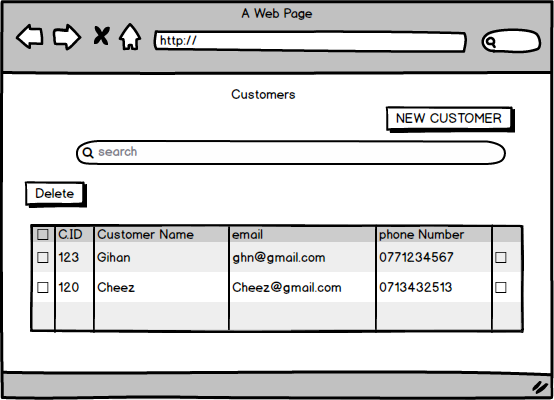 A Web Page
http://
Customers
NEW CUSTOMER
search
Delete
C.ID Customer Name email phone Number
123 Gihan ghn@gmail.com 0771234567
120 Cheez Cheez@gmail.com 0713432513